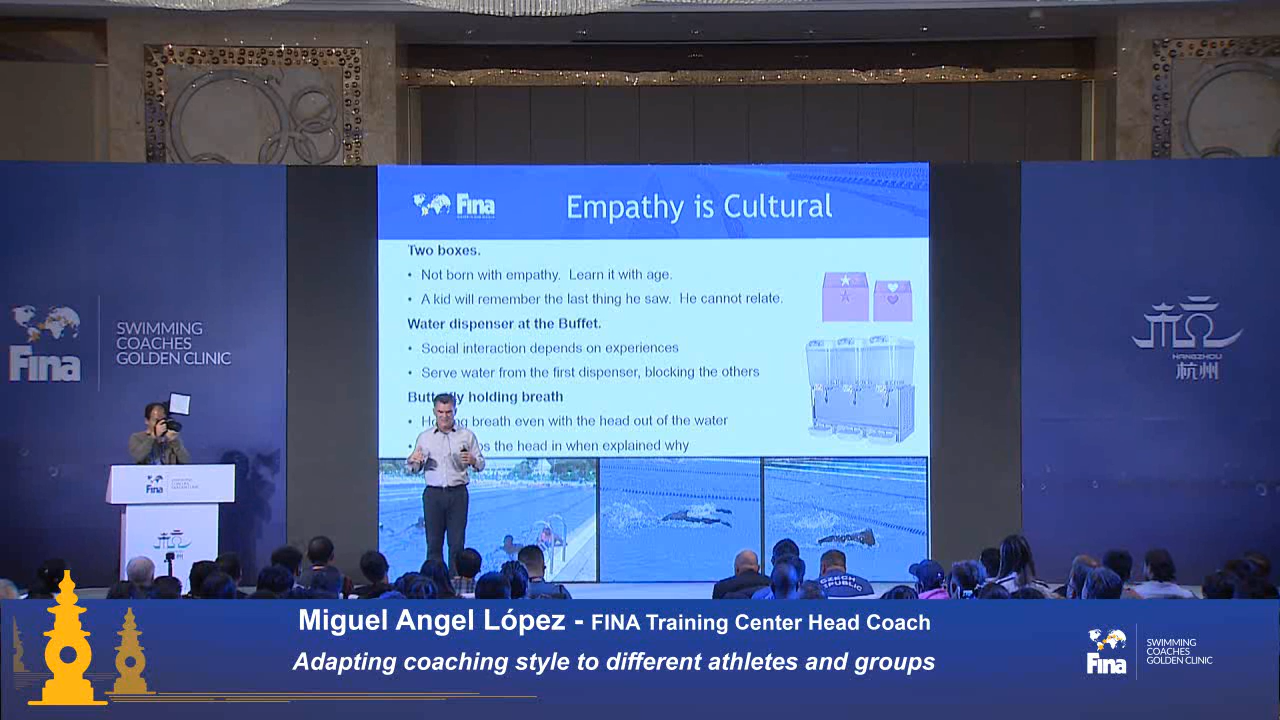 Fina
Empathy is Cultural
Two boxes.
• Not born with empathy. Learn it with age.
• A kid will remember the last thing he saw. He cannot relate.
Water dispenser at the Buffet.
• Social interaction depends on experiences
• Serve water from the first dispenser, blocking the others
holding breath
breath even with the head out of the water
the head in when explained why
Fina
SWIMMING
COACHES
GOLDEN CLINIC
HANGZHOU
杭州
Fina
CZECH
REPUBLIC
Miguel Angel López - FINA Training Center Head Coach
Adapting coaching style to different athletes and groups
Fina
SWIMMING
COACHES
GOLDEN CLINIC